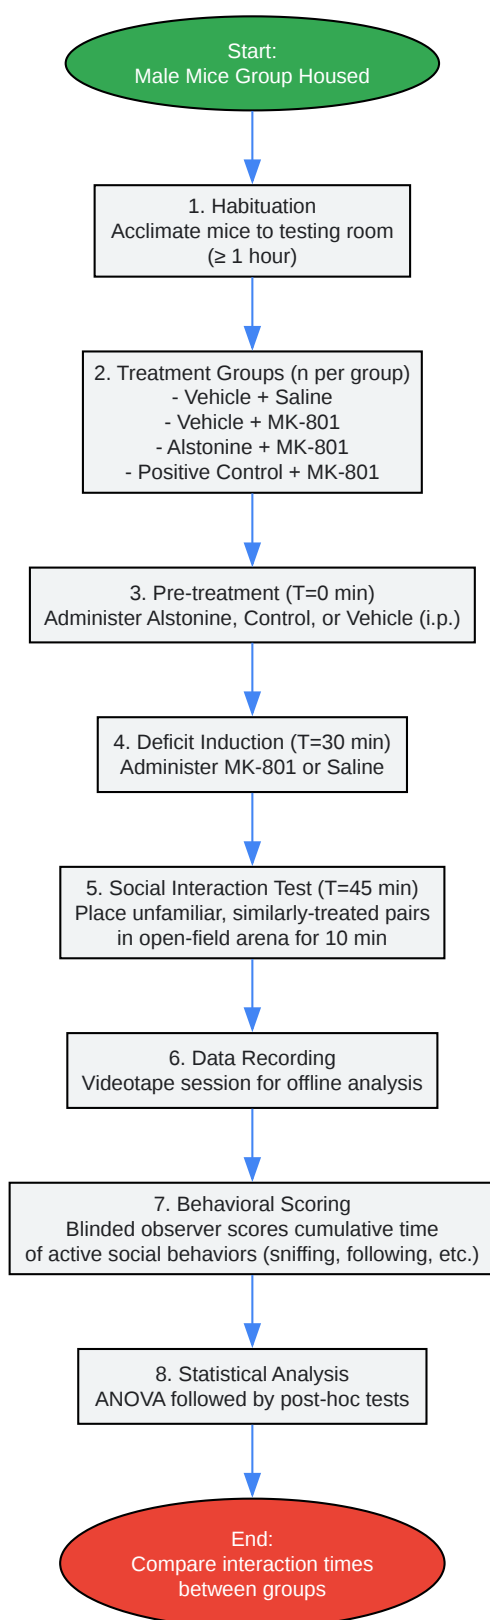 Start:
Male Mice Group Housed
1. Habituation
Acclimate mice to testing room
(≥ 1 hour)
2. Treatment Groups (n per group)
- Vehicle + Saline
- Vehicle + MK-801
- Alstonine + MK-801
- Positive Control + MK-801
3. Pre-treatment (T=0 min)
Administer Alstonine, Control, or Vehicle (i.p.)
4. Deficit Induction (T=30 min)
Administer MK-801 or Saline
5. Social Interaction Test (T=45 min)
Place unfamiliar, similarly-treated pairs
in open-field arena for 10 min
6. Data Recording
Videotape session for offline analysis
7. Behavioral Scoring
Blinded observer scores cumulative time
of active social behaviors (sniffing, following, etc.)
8. Statistical Analysis
ANOVA followed by post-hoc tests
End:
Compare interaction times
between groups